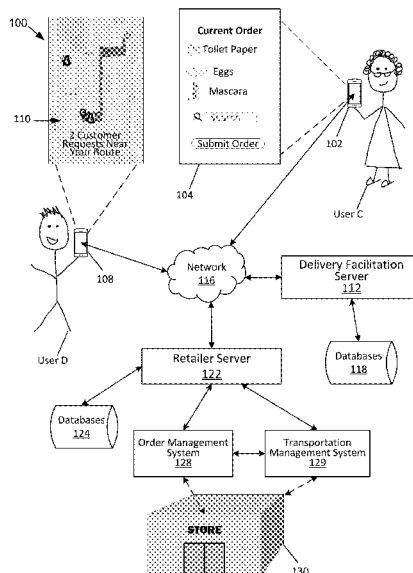 100
110
2 Customer
Requests Near
Your Route
Current Order
Toilet Paper
Eggs
Mascara
Search
Submit Order
104
102
User C
108
User D
Network
116
Delivery Facilitation
Server
112
Databases
118
Retailer Server
122
Databases
124
Order Management
System
128
Transportation
Management System
129
STORE
130